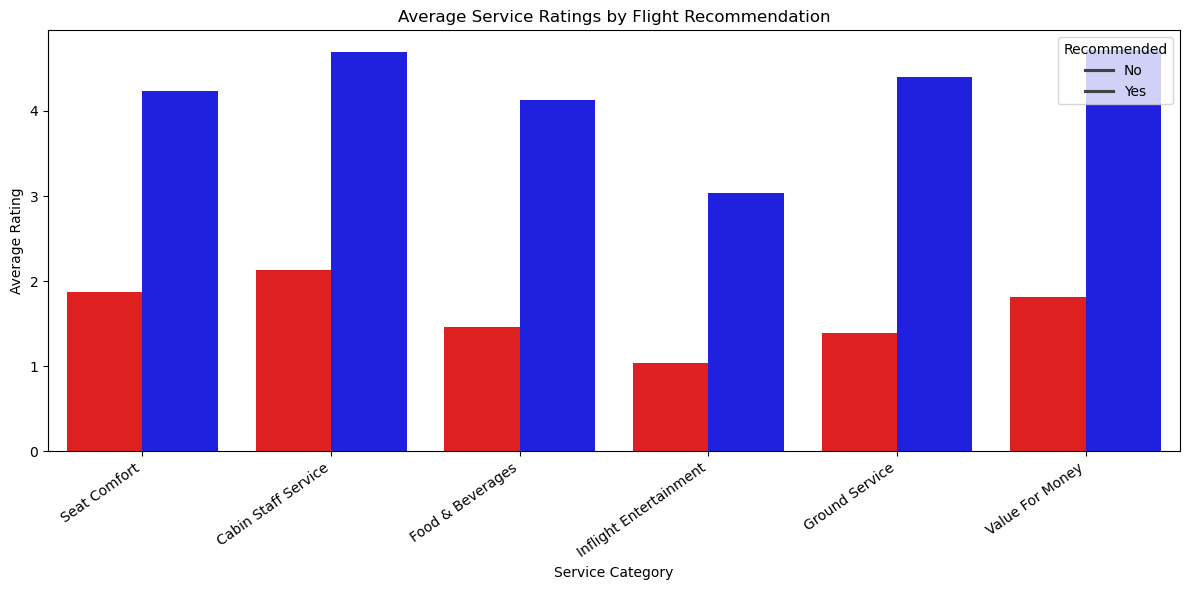 Average Service Ratings by Flight Recommendation
Recommended
No
Yes
Average Rating
4
3
2
1
0
Seat Comfort
Cabin Staff Service
Food & Beverages
Inflight Entertainment
Ground Service
Value For Money
Service Category